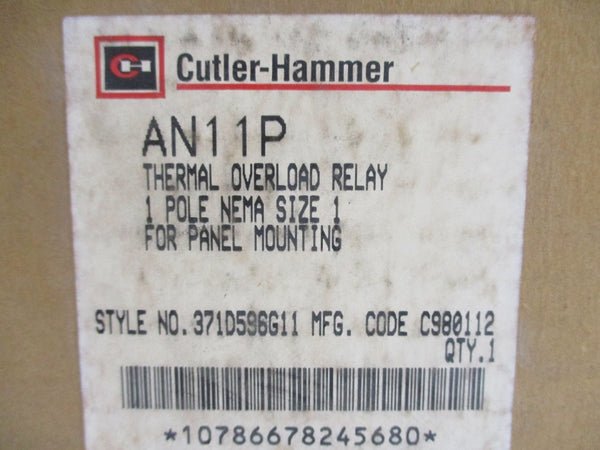 CH Cutler-Hammer
AN11P
THERMAL OVERLOAD RELAY
1 POLE NEMA SIZE 1
FOR PANEL MOUNTING
STYLE NO. 371D596G11 MFG. CODE C980112
QTY.1
*10786678245680*